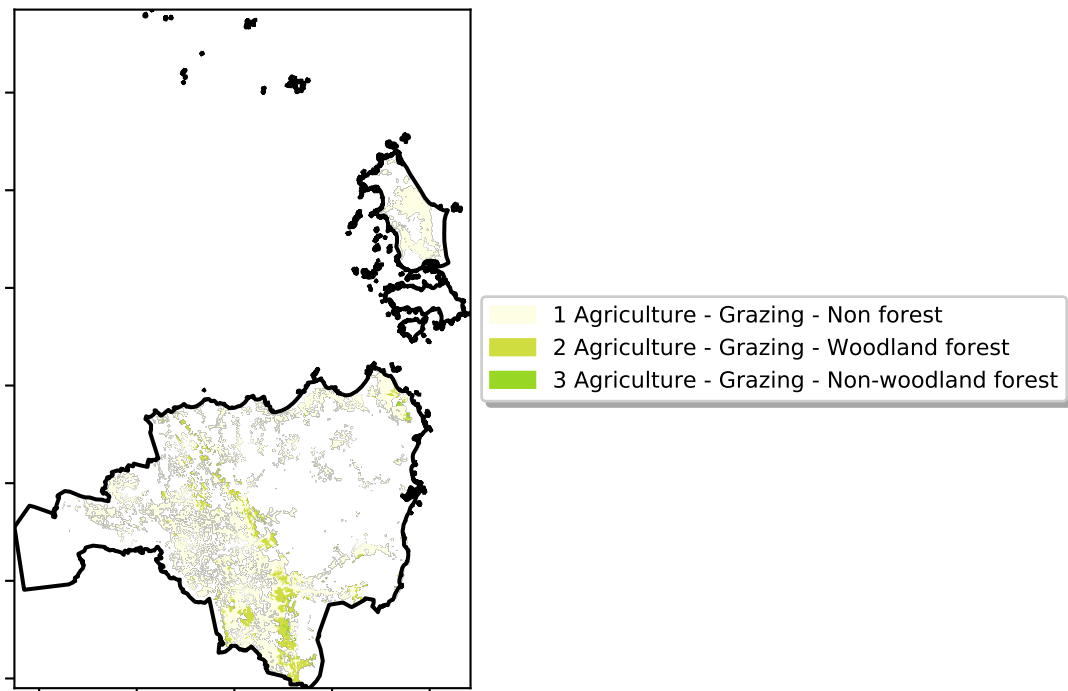 1 Agriculture - Grazing - Non forest
2 Agriculture - Grazing - Woodland forest
3 Agriculture - Grazing - Non-woodland forest